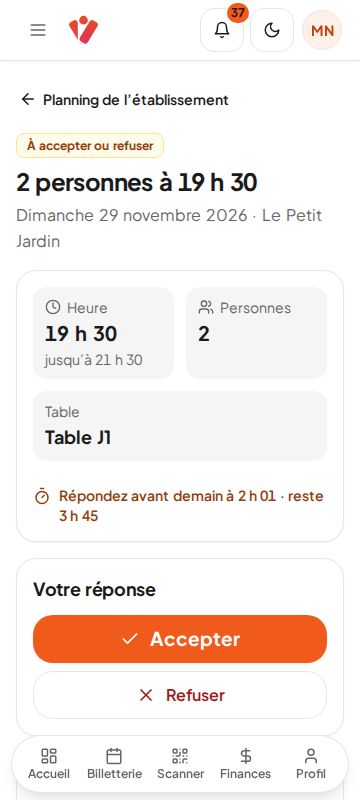 37
MN
Planning de l'établissement
À accepter ou refuser
2 personnes à 19 h 30
Dimanche 29 novembre 2026 · Le Petit
Jardin
Heure
19 h 30
jusqu'à 21 h 30
Personnes
2
Table
Table J1
Répondez avant demain à 2 h 01 · reste
3 h 45
Votre réponse
Accepter
Refuser
Accueil
Billetterie
Scanner
Finances
Profil